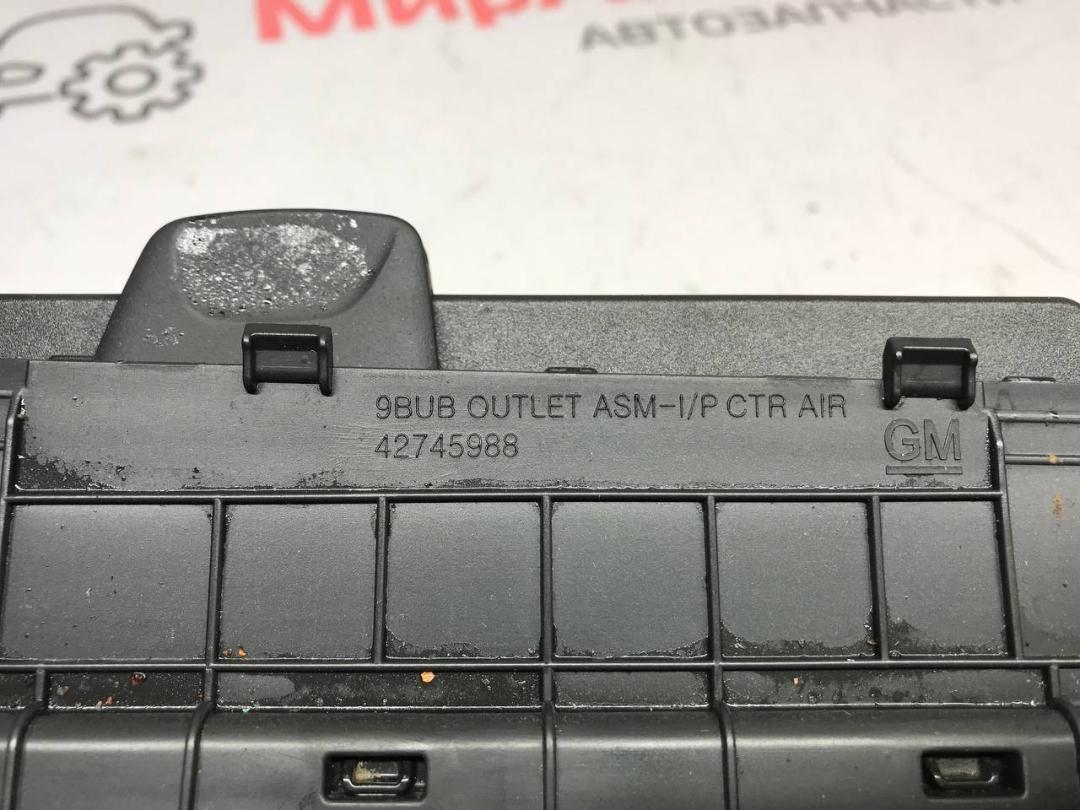 АВТОЗАПЧАСТИ
9BUB OUTLET ASM-I/P CTR AIR
42745988
GM